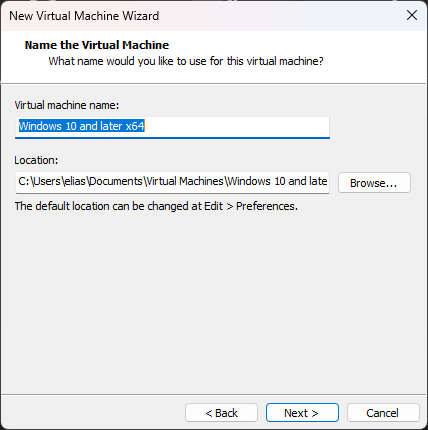 New Virtual Machine Wizard
Name the Virtual Machine
What name would you like to use for this virtual machine?
Virtual machine name:
Windows 10 and later x64
Location:
C:\Users\elias\Documents\Virtual Machines\Windows 10 and late
Browse...
The default location can be changed at Edit > Preferences.
< Back
Next >
Cancel